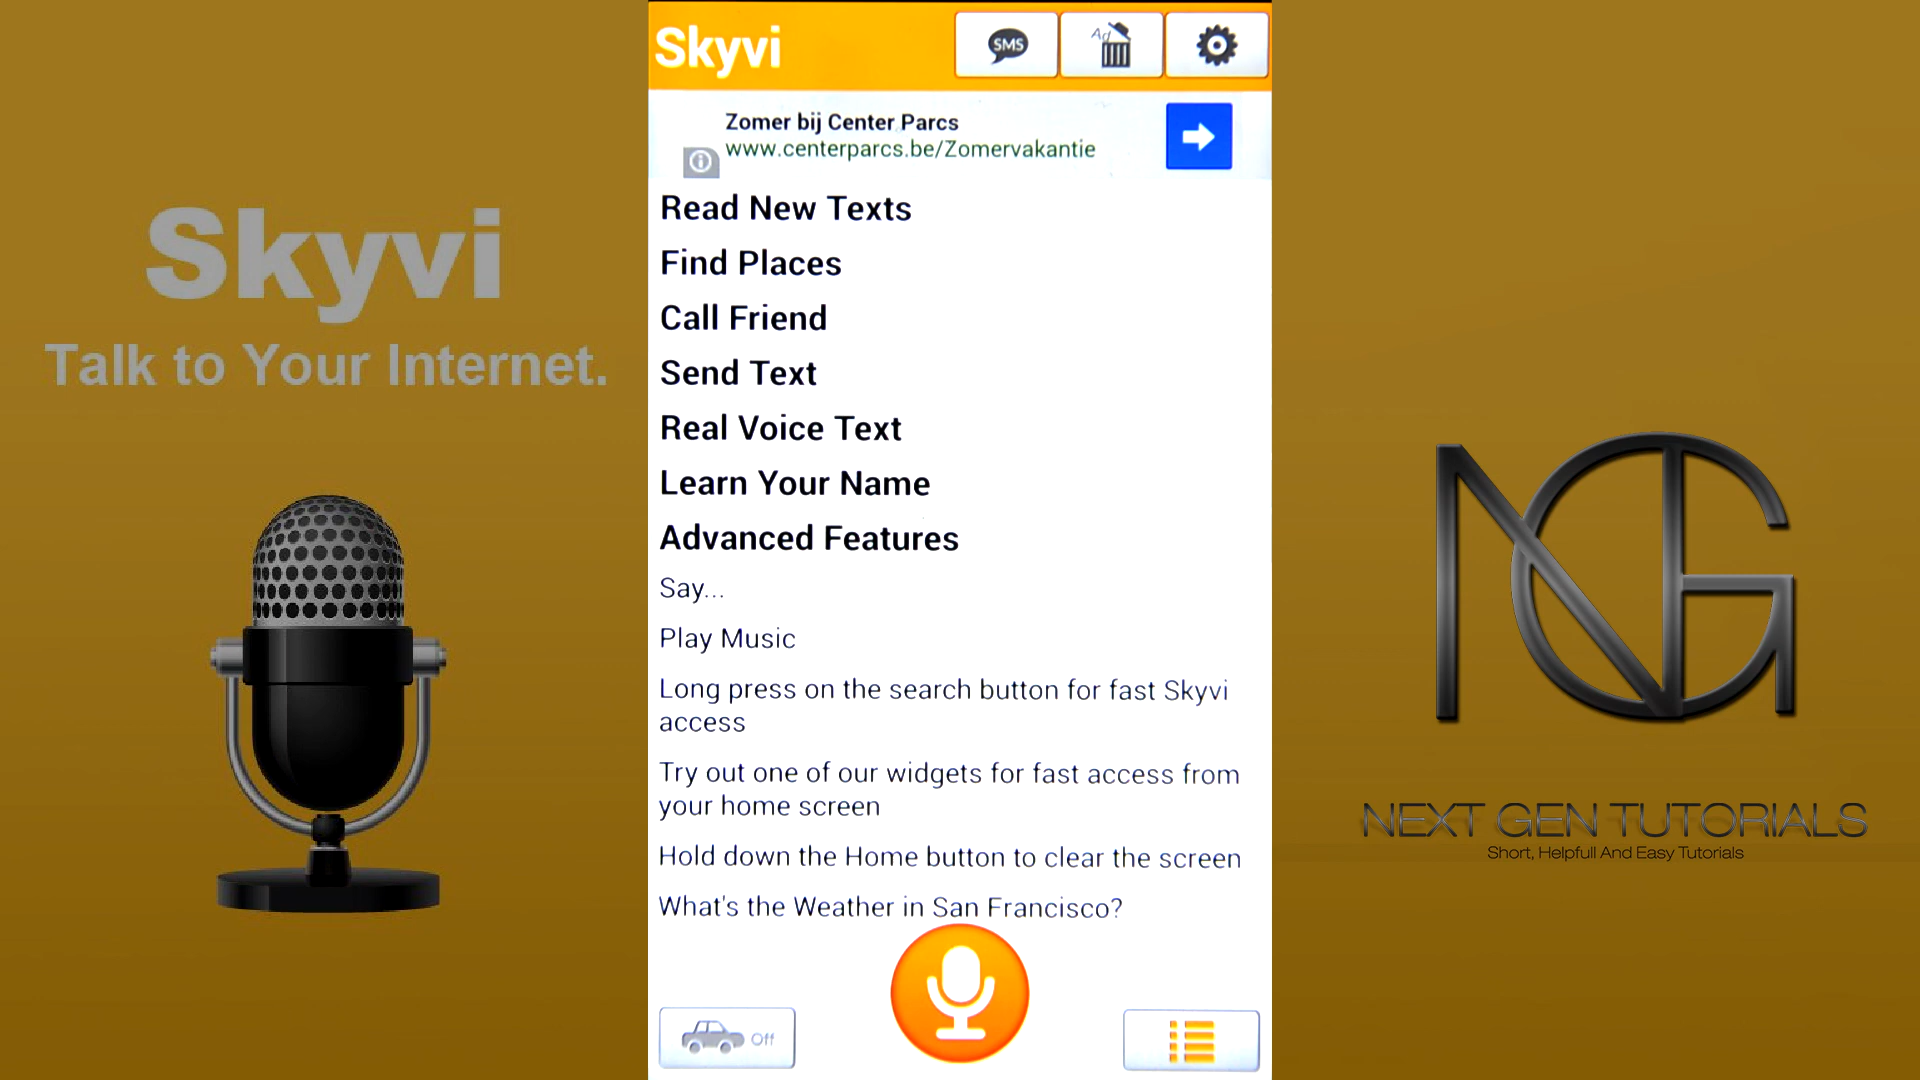 Skyvi
Talk to Your Internet.
Skyvi
SMS
Ad
Zomer bij Center Parcs
www.centerparcs.be/Zomervakantie
Read New Texts
Find Places
Call Friend
Send Text
Real Voice Text
Learn Your Name
Advanced Features
Say...
Play Music
Long press on the search button for fast Skyvi
access
Try out one of our widgets for fast access from
your home screen
Hold down the Home button to clear the screen
What's the Weather in San Francisco?
Off
NG
NEXT GEN TUTORIALS
Short, Helpfull And Easy Tutorials